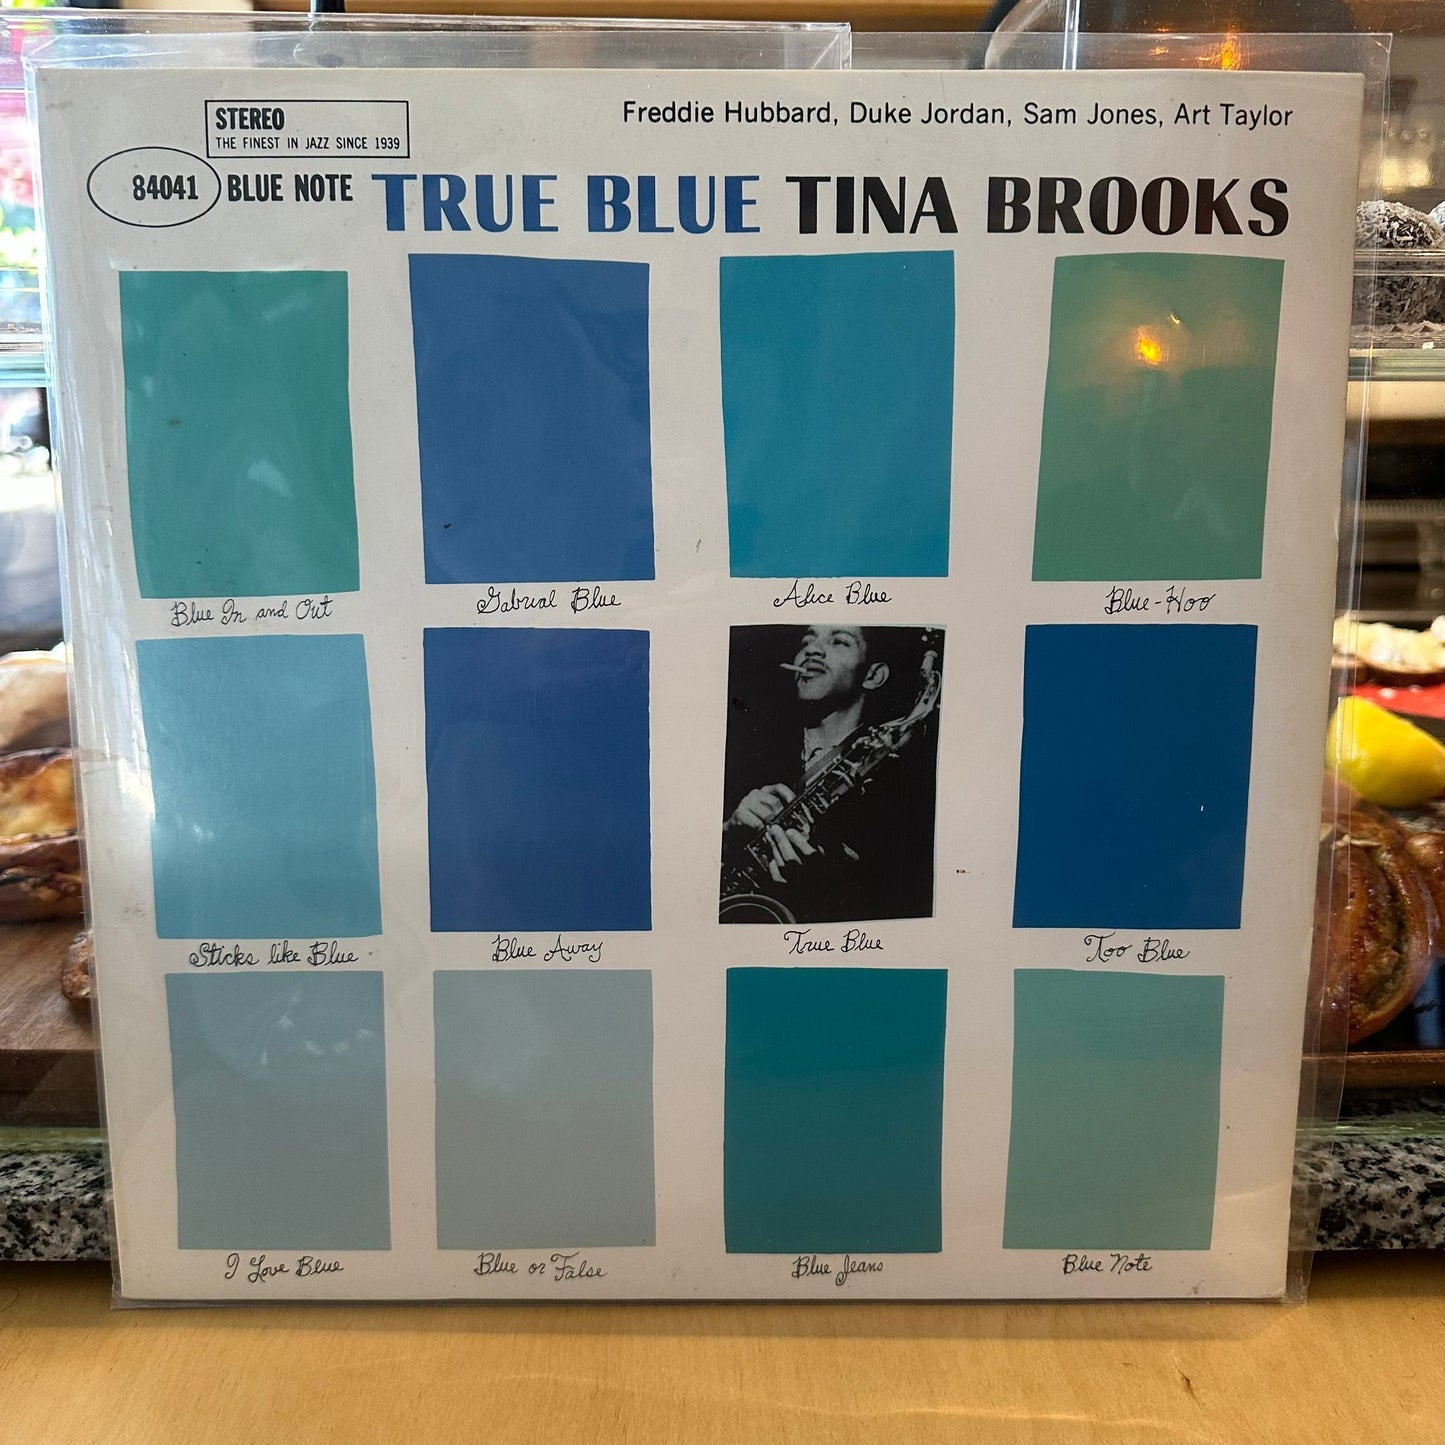 STEREO
THE FINEST IN JAZZ SINCE 1939
Freddie Hubbard, Duke Jordan, Sam Jones, Art Taylor
84041 BLUE NOTE TRUE BLUE TINA BROOKS
Blue In and Out
Gabrial Blue
Alice Blue
Blue-Hoo
Sticks like Blue
Blue Away
True Blue
Too Blue
I Love Blue
Blue or False
Blue Jeans
Blue Note